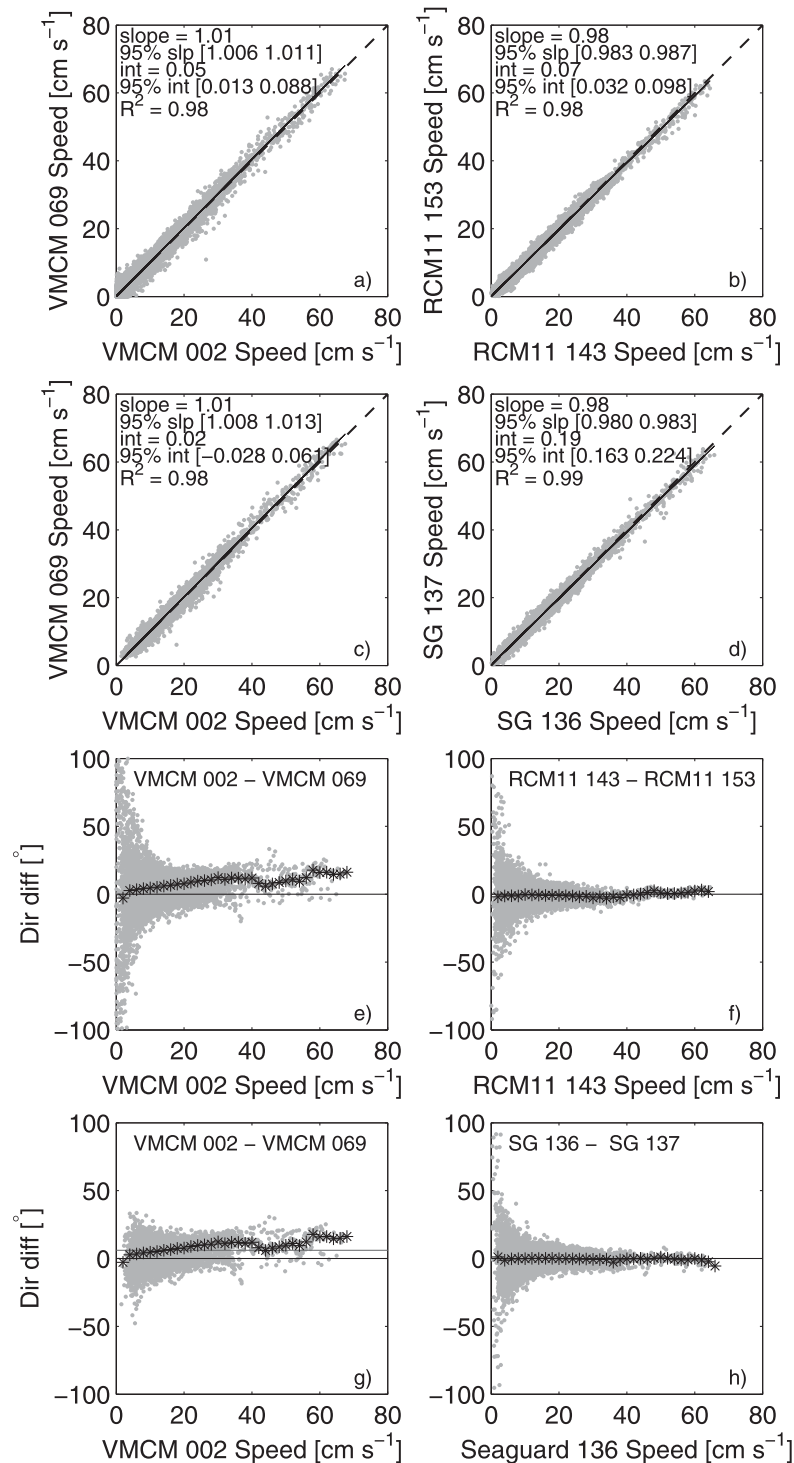 80
60
40
20
0
VMCM 069 Speed [cm s−1]
slope = 1.01
95% slp [1.006 1.011]
int = 0.05
95% int [0.013 0.088]
R2 = 0.98
a)
0 20 40 60 80
VMCM 002 Speed [cm s−1]
80
60
40
20
0
RCM11 153 Speed [cm s−1]
slope = 0.98
95% slp [0.983 0.987]
int = 0.07
95% int [0.032 0.098]
R2 = 0.98
b)
0 20 40 60 80
RCM11 143 Speed [cm s−1]
80
60
40
20
0
VMCM 069 Speed [cm s−1]
slope = 1.01
95% slp [1.008 1.013]
int = 0.02
95% int [−0.028 0.061]
R2 = 0.98
c)
0 20 40 60 80
VMCM 002 Speed [cm s−1]
80
60
40
20
0
SG 137 Speed [cm s−1]
slope = 0.98
95% slp [0.980 0.983]
int = 0.19
95% int [0.163 0.224]
R2 = 0.99
d)
0 20 40 60 80
SG 136 Speed [cm s−1]
100
50
0
−50
−100
Dir diff [°]
VMCM 002 − VMCM 069
e)
0 20 40 60 80
VMCM 002 Speed [cm s−1]
100
50
0
−50
−100
RCM11 143 − RCM11 153
f)
0 20 40 60 80
RCM11 143 Speed [cm s−1]
100
50
0
−50
−100
Dir diff [°]
VMCM 002 − VMCM 069
g)
0 20 40 60 80
VMCM 002 Speed [cm s−1]
100
50
0
−50
−100
SG 136 − SG 137
h)
0 20 40 60 80
Seaguard 136 Speed [cm s−1]